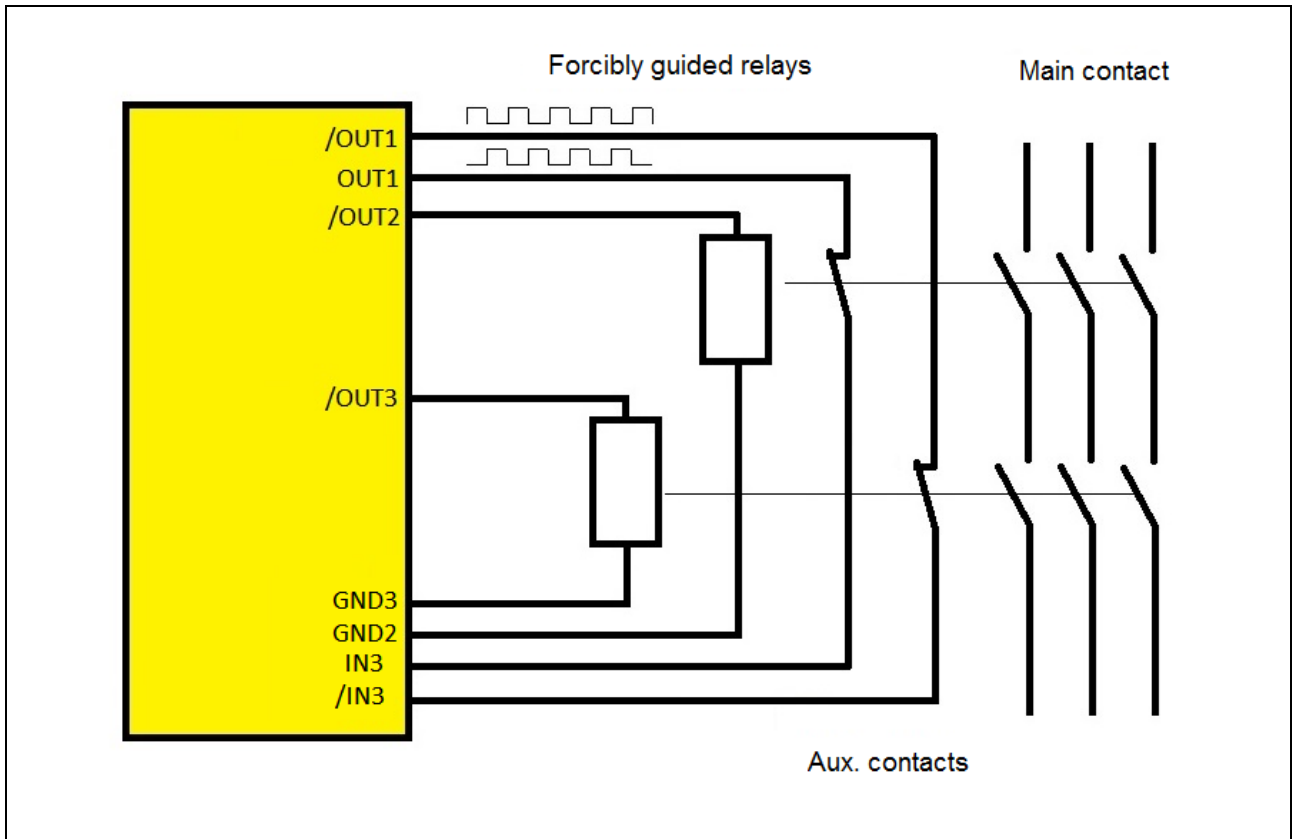 Forcibly guided relays
Main contact
/OUT1
OUT1
/OUT2
/OUT3
GND3
GND2
IN3
/IN3
Aux. contacts